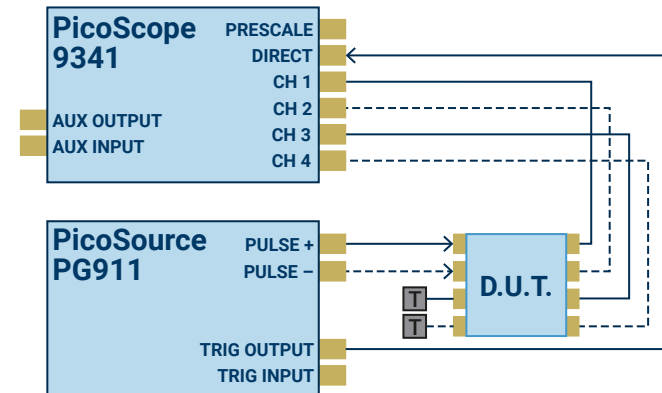 PicoScope
9341
PRESCALE
DIRECT
CH 1
CH 2
CH 3
CH 4
AUX OUTPUT
AUX INPUT
PicoSource
PG911
PULSE +
PULSE –
TRIG OUTPUT
TRIG INPUT
T
T
D.U.T.